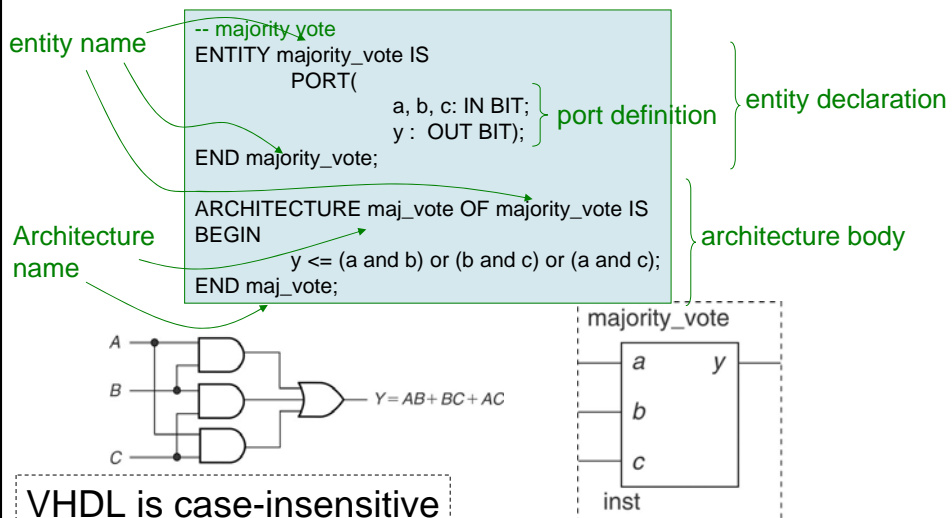 -- majority vote
entity name
ENTITY majority_vote IS
PORT(
a, b, c: IN BIT;
y : OUT BIT);
port definition
entity declaration
END majority_vote;
ARCHITECTURE maj_vote OF majority_vote IS
BEGIN
Architecture
name
architecture body
y <= (a and b) or (b and c) or (a and c);
END maj_vote;
A
B
C
Y=AB+BC+AC
majority_vote
a
y
b
c
inst
VHDL is case-insensitive